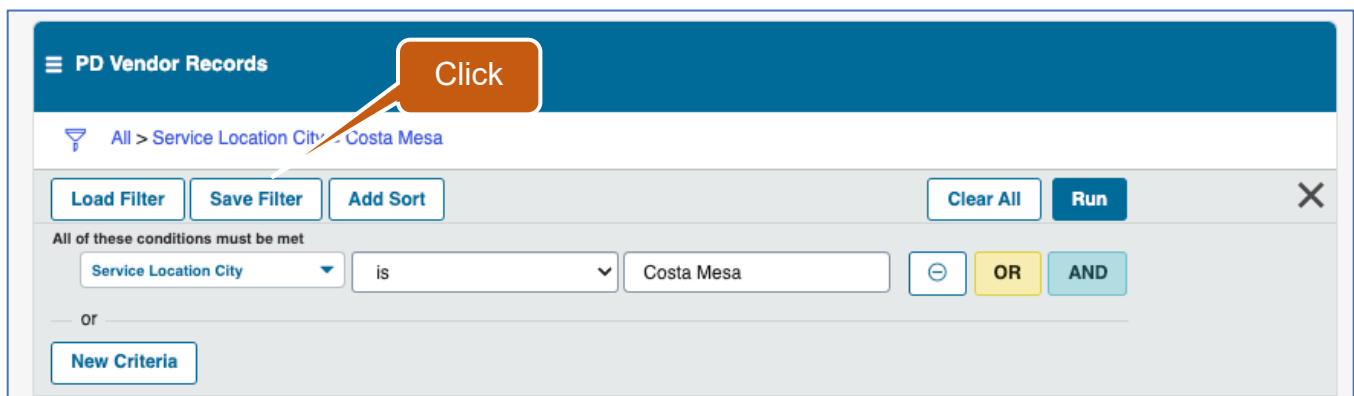 PD Vendor Records
Click
All > Service Location City = Costa Mesa
Load Filter Save Filter Add Sort Clear All Run
All of these conditions must be met
Service Location City is Costa Mesa OR AND
or
New Criteria